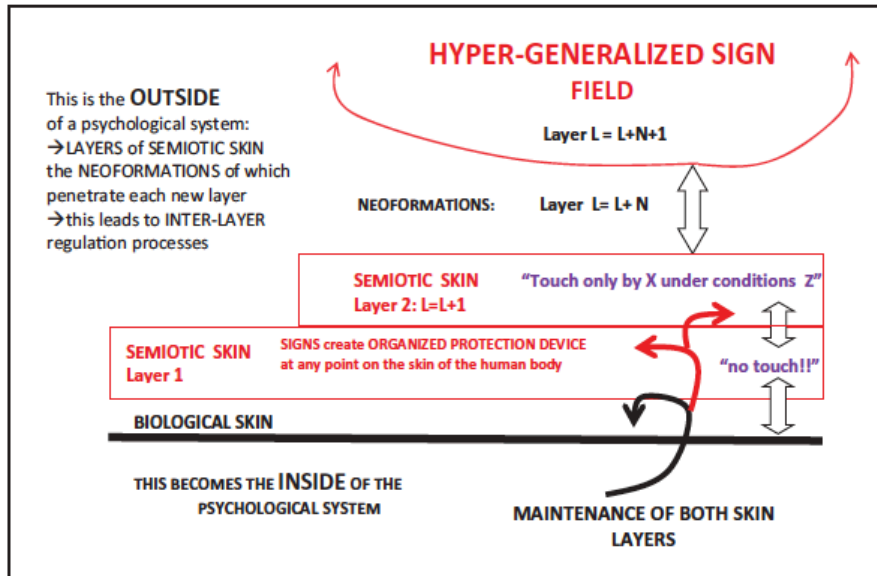 HYPER-GENERALIZED SIGN
FIELD
This is the OUTSIDE
of a psychological system:
→LAYERS of SEMIOTIC SKIN
the NEOFORMATIONS of which
penetrate each new layer
→this leads to INTER-LAYER
regulation processes
Layer L = L+N+1
NEOFORMATIONS: Layer L= L+ N
SEMIOTIC SKIN
Layer 2: L=L+1
“Touch only by X under conditions Z”
SEMIOTIC SKIN
Layer 1
SIGNS create ORGANIZED PROTECTION DEVICE
at any point on the skin of the human body
“no touch!!”
BIOLOGICAL SKIN
THIS BECOMES THE INSIDE OF THE
PSYCHOLOGICAL SYSTEM
MAINTENANCE OF BOTH SKIN
LAYERS